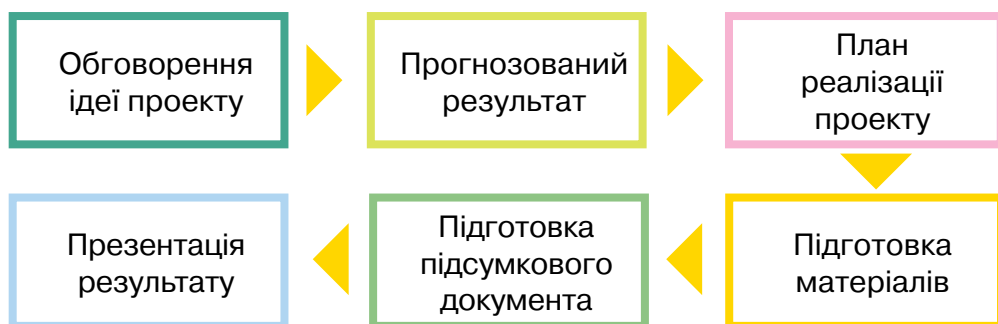 Обговорення
ідеї проекту
Прогнозований
результат
План
реалізації
проекту
Підготовка
матеріалів
Підготовка
підсумкового
документа
Презентація
результату